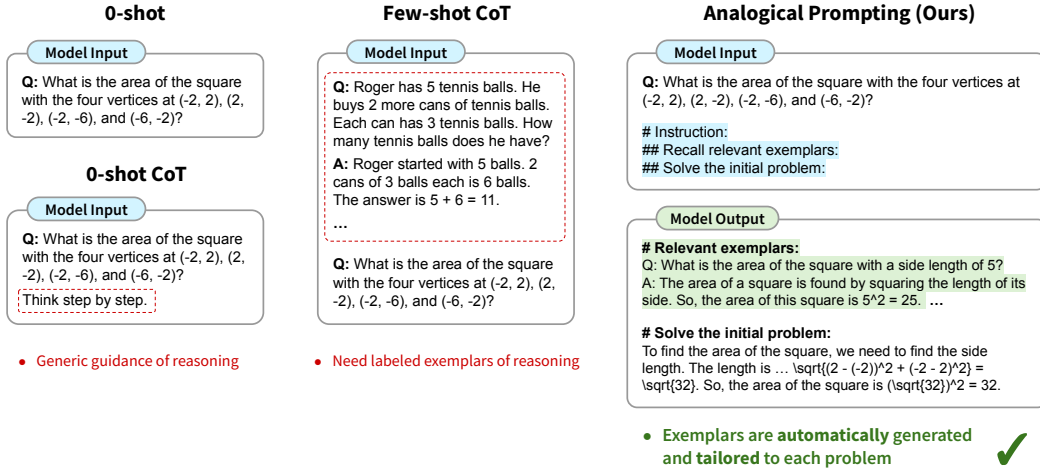 0-shot
Model Input
Q: What is the area of the square
with the four vertices at (-2, 2), (2,
-2), (-2, -6), and (-6, -2)?
0-shot CoT
Model Input
Q: What is the area of the square
with the four vertices at (-2, 2), (2,
-2), (-2, -6), and (-6, -2)?
Think step by step.
• Generic guidance of reasoning
Few-shot CoT
Model Input
Q: Roger has 5 tennis balls. He
buys 2 more cans of tennis balls.
Each can has 3 tennis balls. How
many tennis balls does he have?
A: Roger started with 5 balls. 2
cans of 3 balls each is 6 balls.
The answer is 5 + 6 = 11.
...
Q: What is the area of the square
with the four vertices at (-2, 2), (2,
-2), (-2, -6), and (-6, -2)?
• Need labeled exemplars of reasoning
Analogical Prompting (Ours)
Model Input
Q: What is the area of the square with the four vertices at
(-2, 2), (2, -2), (-2, -6), and (-6, -2)?
# Instruction:
## Recall relevant exemplars:
## Solve the initial problem:
Model Output
# Relevant exemplars:
Q: What is the area of the square with a side length of 5?
A: The area of a square is found by squaring the length of its
side. So, the area of this square is 5^2 = 25. ...
# Solve the initial problem:
To find the area of the square, we need to find the side
length. The length is … \sqrt{(2 - (-2))^2 + (-2 - 2)^2} =
\sqrt{32}. So, the area of the square is (\sqrt{32})^2 = 32.
• Exemplars are automatically generated
and tailored to each problem